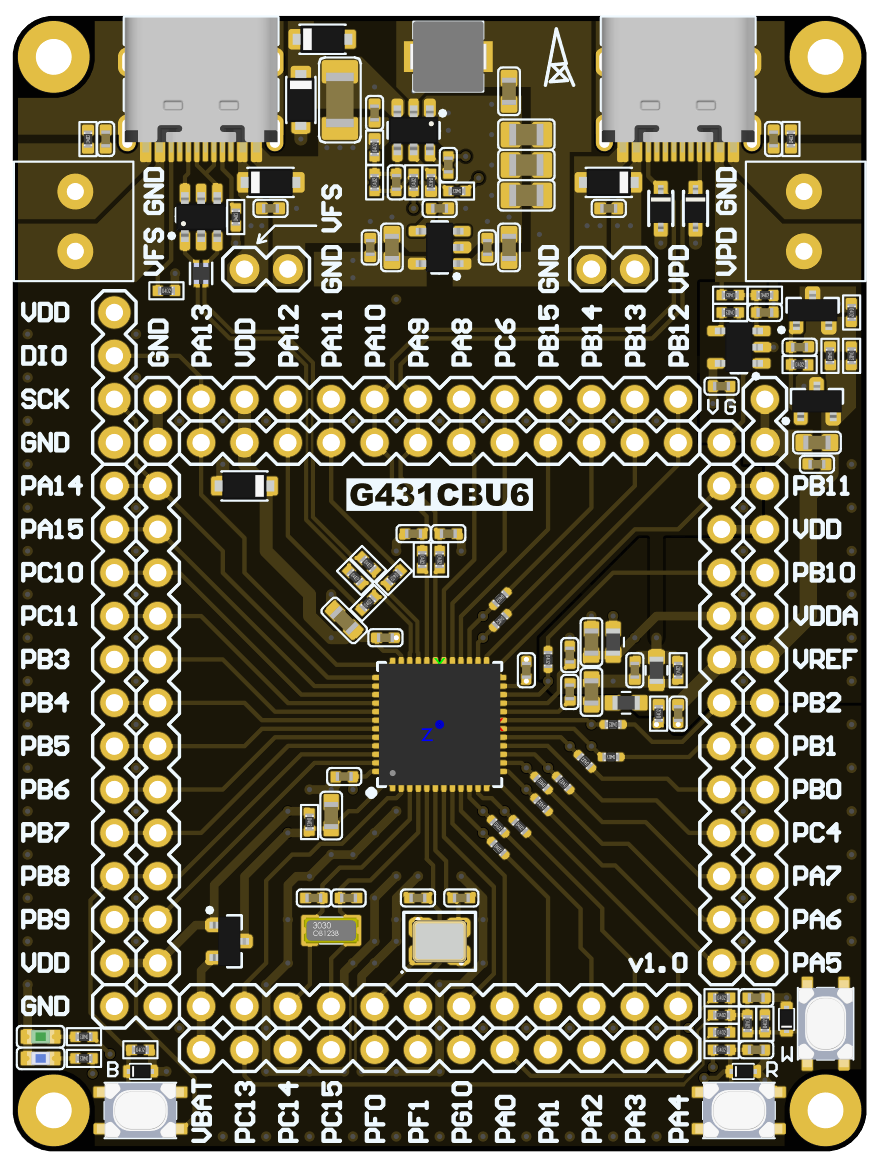 VFS GND
VFS
GND
GND
VPD
VPD GND
GND
PA13
VDD
PA12
PA11
PA10
PA9
PA8
PC6
PB15
PB14
PB13
PB12
VG
VDD
DIO
SCK
GND
PA14
PA15
PC10
PC11
PB3
PB4
PB5
PB6
PB7
PB8
PB9
VDD
GND
G431CBU6
Z
3030
v1.0
PB11
VDD
PB10
VDDA
VREF
PB2
PB1
PB0
PC4
PA7
PA6
PA5
W
B
R
VBAT
PC13
PC14
PC15
PF0
PF1
PG10
PA0
PA1
PA2
PA3
PA4